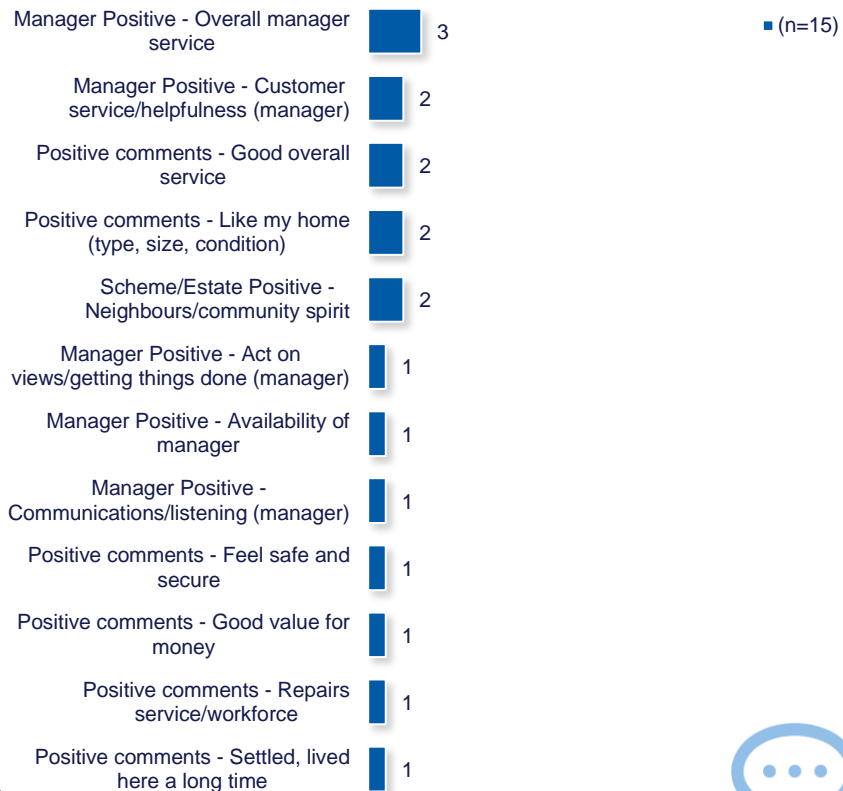 Manager Positive - Overall manager
service
3
(n=15)
Manager Positive - Customer
service/helpfulness (manager)
2
Positive comments - Good overall
service
2
Positive comments - Like my home
(type, size, condition)
2
Scheme/Estate Positive -
Neighbours/community spirit
2
Manager Positive - Act on
views/getting things done (manager)
1
Manager Positive - Availability of
manager
1
Manager Positive -
Communications/listening (manager)
1
Positive comments - Feel safe and
secure
1
Positive comments - Good value for
money
1
Positive comments - Repairs
service/workforce
1
Positive comments - Settled, lived
here a long time
1